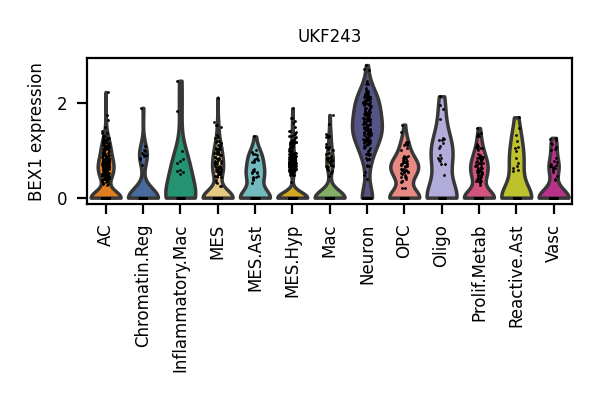 UKF243
BEX1 expression
2
0
AC
Chromatin.Reg
Inflammatory.Mac
MES
MES.Ast
MES.Hyp
Mac
Neuron
OPC
Oligo
Prolif.Metab
Reactive.Ast
Vasc